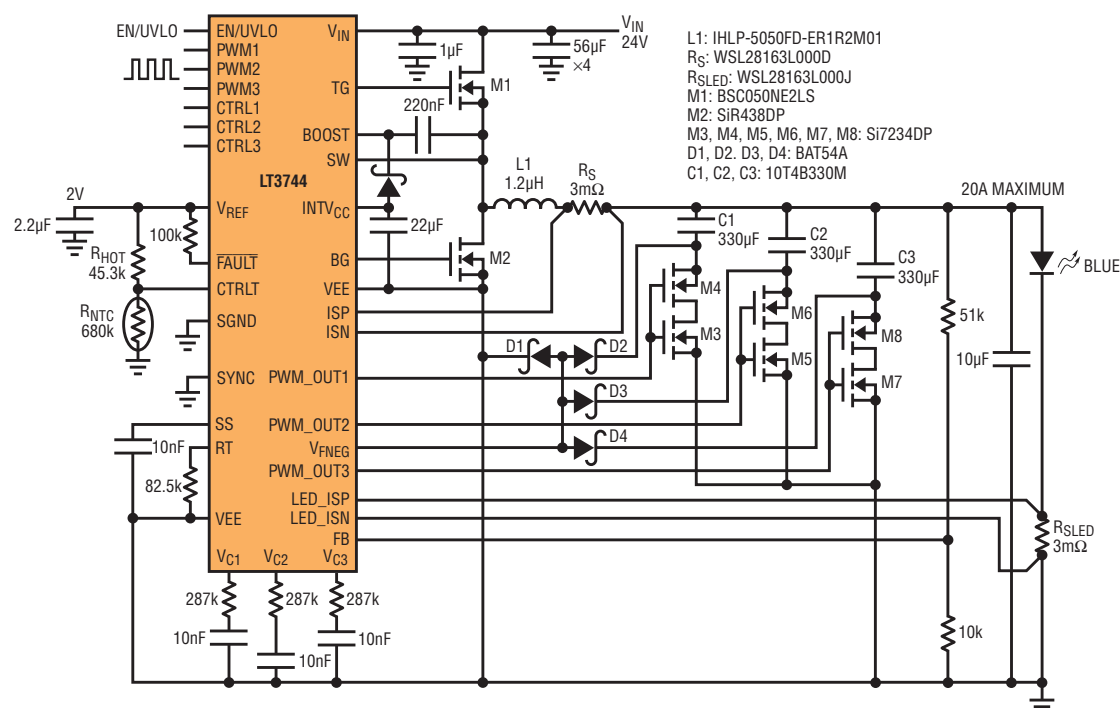 EN/UVLO
EN/UVLO
PWM1
PWM2
PWM3
CTRL1
CTRL2
CTRL3
LT3744
VIN
TG
BOOST
SW
INTVCC
BG
VEE
ISP
ISN
PWM_OUT1
PWM_OUT2
VFNEG
PWM_OUT3
LED_ISP
LED_ISN
FB
VREF
FAULT
CTRLT
SGND
SYNC
SS
RT
VEE
VC1
VC2
VC3
2V
2.2µF
RHOT
45.3k
100k
RNTC
680k
10nF
82.5k
287k
287k
287k
10nF
10nF
10nF
1µF
56µF
×4
VIN
24V
M1
220nF
22µF
L1
1.2µH
RS
3mΩ
M2
L1: IHLP-5050FD-ER1R2M01
RS: WSL28163L000D
RSLED: WSL28163L000J
M1: BSC050NE2LS
M2: SiR438DP
M3, M4, M5, M6, M7, M8: Si7234DP
D1, D2. D3, D4: BAT54A
C1, C2, C3: 10T4B330M
20A MAXIMUM
C1
330µF
C2
330µF
C3
330µF
BLUE
M4
M3
M6
M5
M8
M7
D1
D2
D3
D4
51k
10µF
RSLED
3mΩ
10k